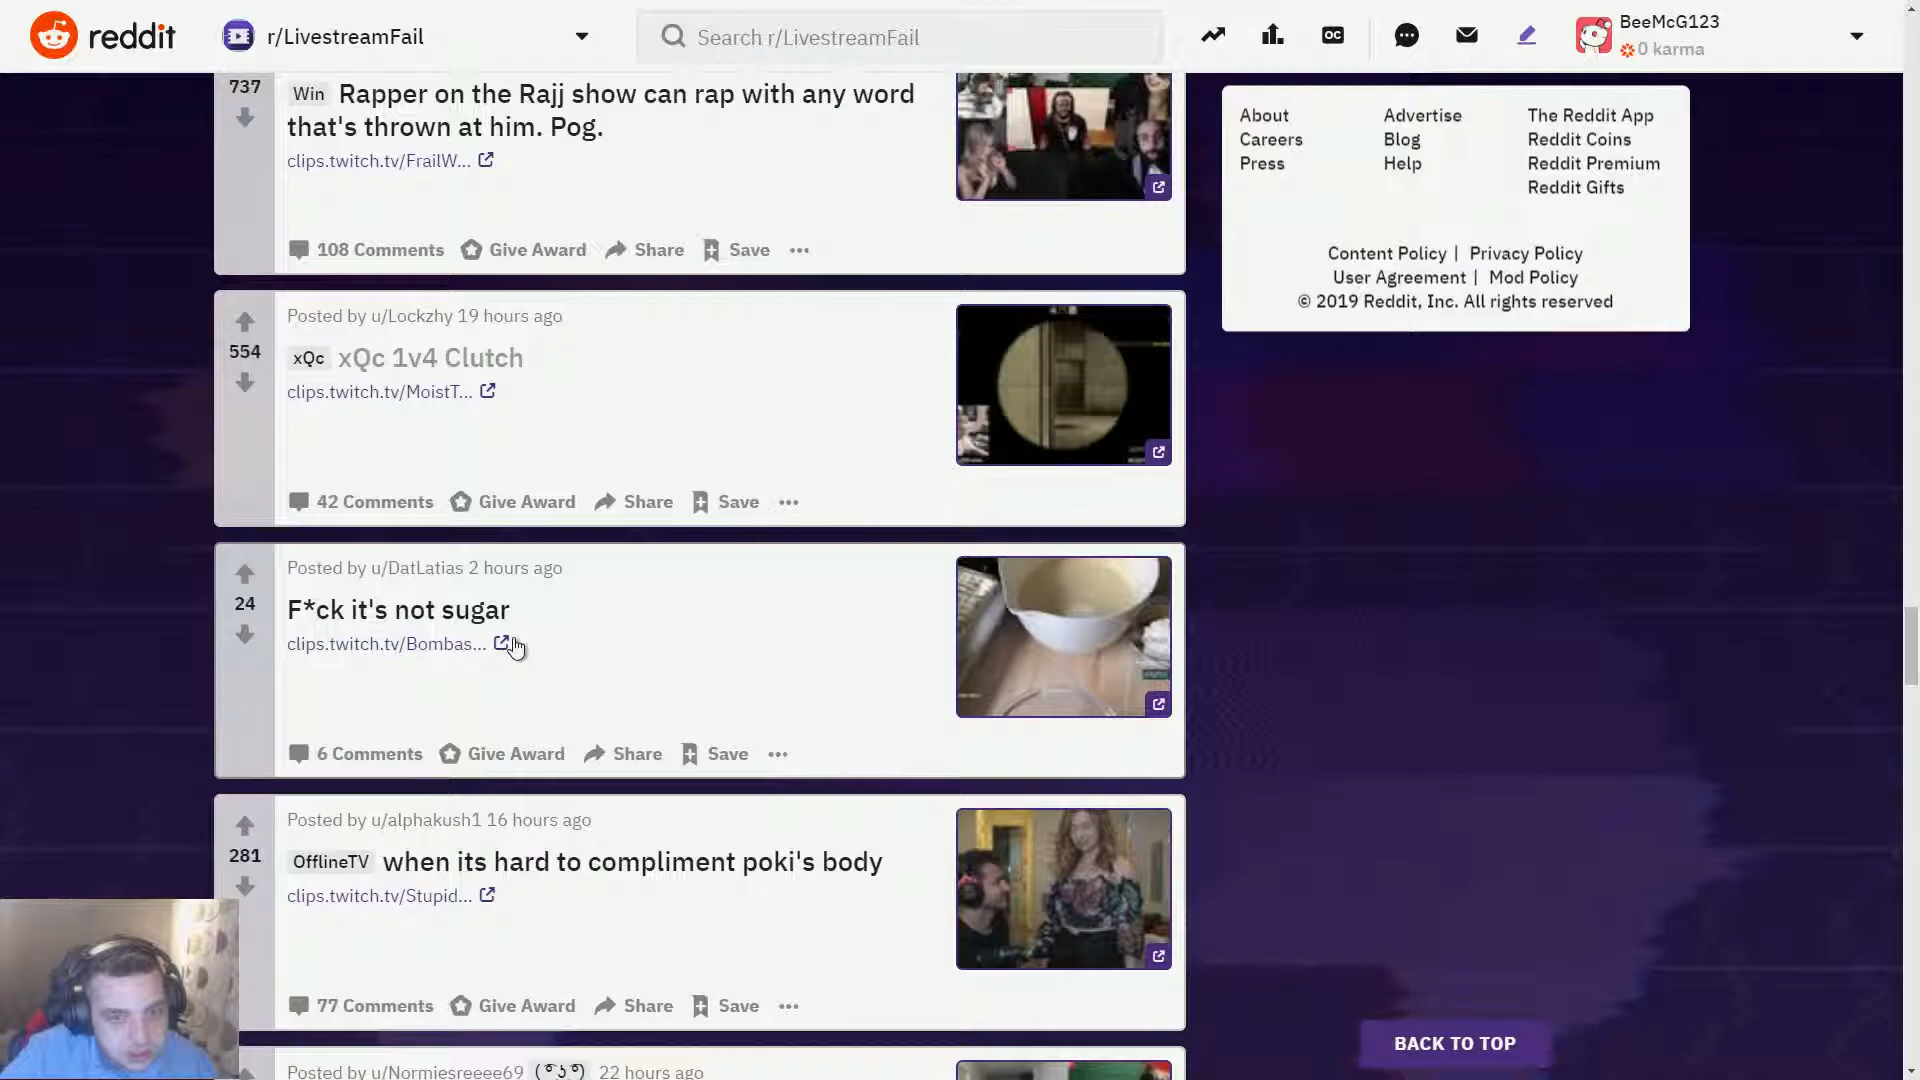 reddit
r/LivestreamFail
Search r/LivestreamFail
BeeMcG123
0 karma
737
Win Rapper on the Rajj show can rap with any word
that's thrown at him. Pog.
clips.twitch.tv/FrailW...
108 Comments Give Award Share Save
Posted by u/Lockzhy 19 hours ago
554
xQc xQc 1v4 Clutch
clips.twitch.tv/MoistT...
42 Comments Give Award Share Save
Posted by u/DatLatias 2 hours ago
24
F*ck it's not sugar
clips.twitch.tv/Bombas...
6 Comments Give Award Share Save
Posted by u/alphakush1 16 hours ago
281
OfflineTV when its hard to compliment poki's body
clips.twitch.tv/Stupid...
77 Comments Give Award Share Save
Posted by u/Normiesreeee69 ( ͡° ͜ʖ ͡°) 22 hours ago
About Advertise The Reddit App
Careers Blog Reddit Coins
Press Help Reddit Premium
Reddit Gifts
Content Policy | Privacy Policy
User Agreement | Mod Policy
© 2019 Reddit, Inc. All rights reserved
BACK TO TOP